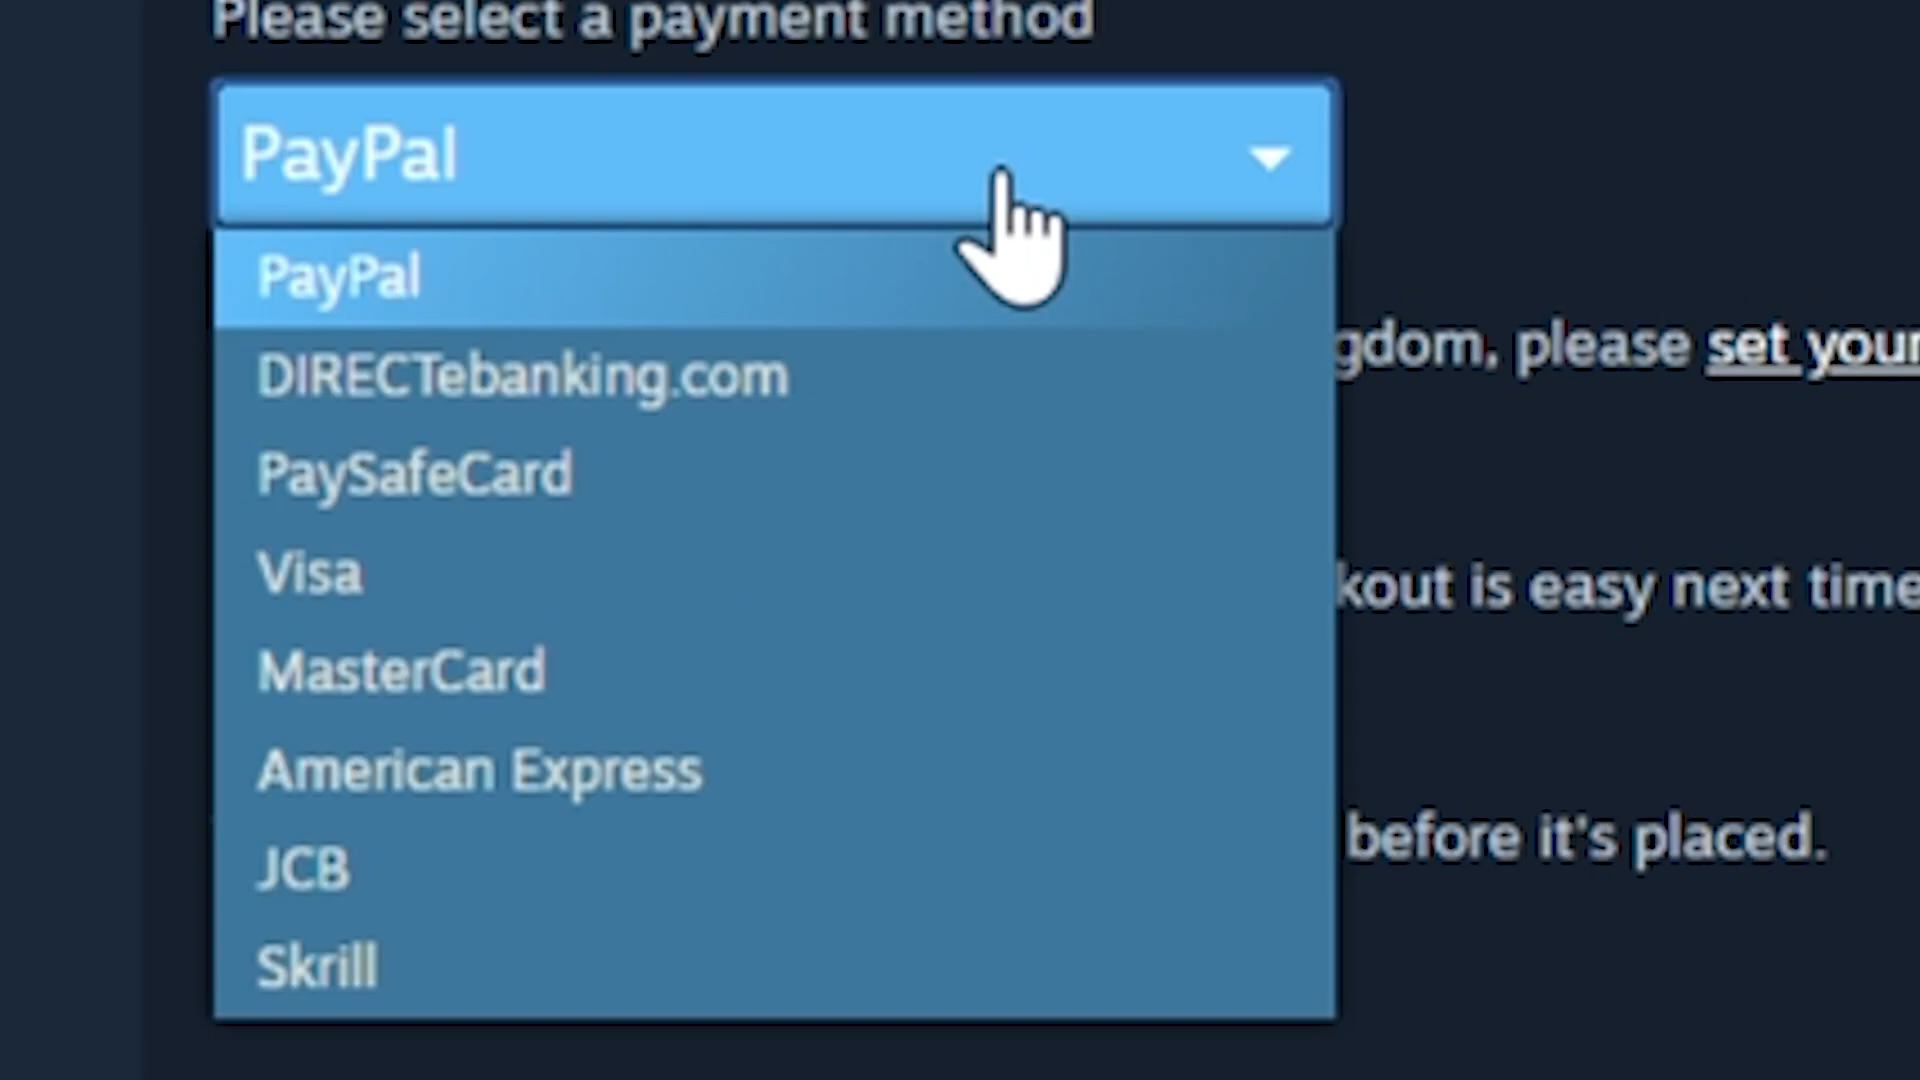 Please select a payment method
PayPal
PayPal
DIRECTebanking.com
gdom, please set your
PaySafeCard
Visa
kout is easy next time
MasterCard
American Express
before it's placed.
JCB
Skrill